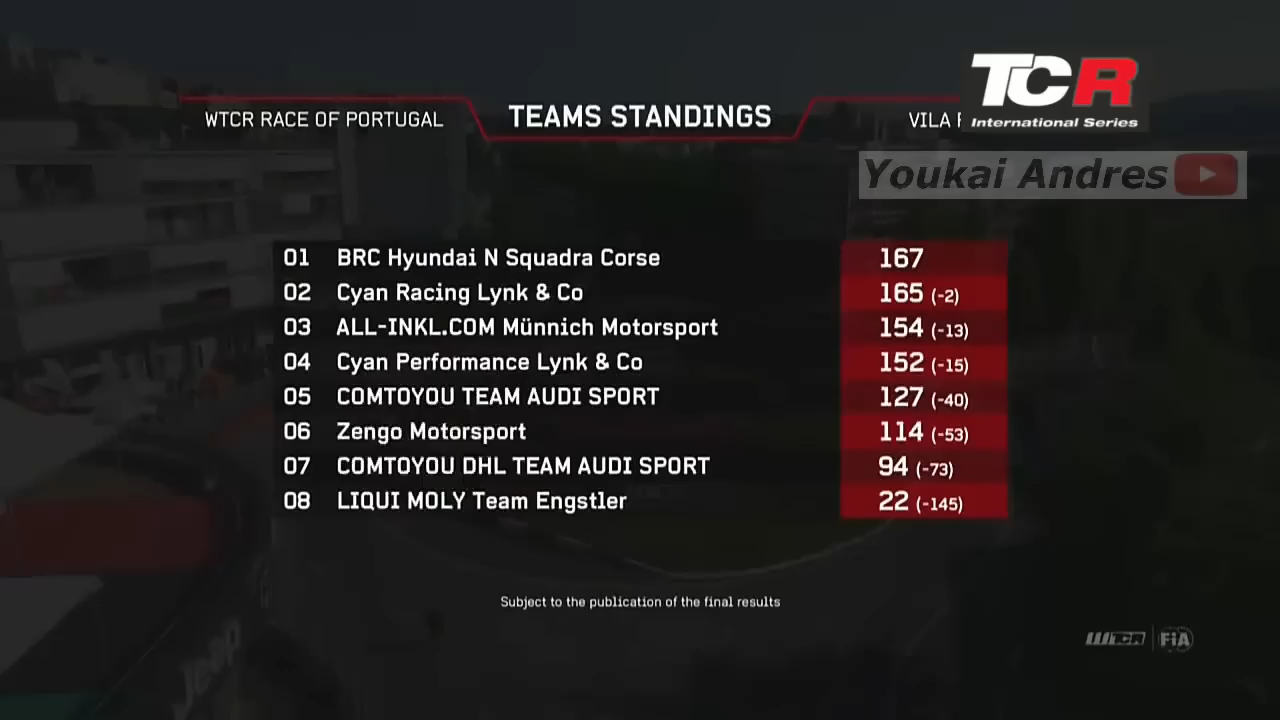 WTCR RACE OF PORTUGAL
TEAMS STANDINGS
VILA
TCR
International Series
Youkai Andres
01 BRC Hyundai N Squadra Corse 167
02 Cyan Racing Lynk & Co 165 (-2)
03 ALL-INKL.COM Münnich Motorsport 154 (-13)
04 Cyan Performance Lynk & Co 152 (-15)
05 COMTOYOU TEAM AUDI SPORT 127 (-40)
06 Zengo Motorsport 114 (-53)
07 COMTOYOU DHL TEAM AUDI SPORT 94 (-73)
08 LIQUI MOLY Team Engstler 22 (-145)
Subject to the publication of the final results
WTCR FIA
Jeep